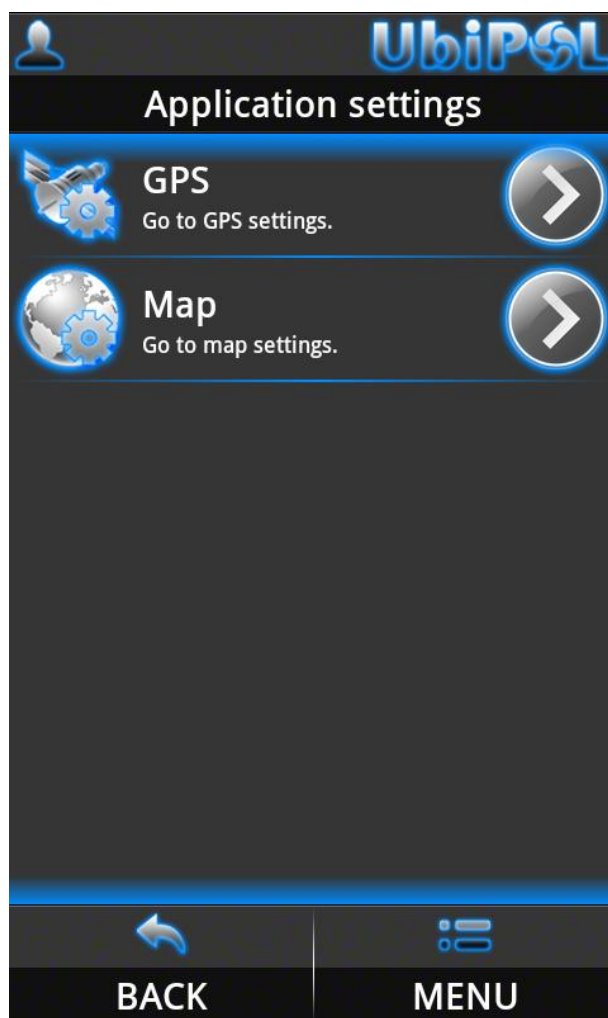 UbiPOL
Application settings
GPS
Go to GPS settings.
Map
Go to map settings.
BACK
MENU